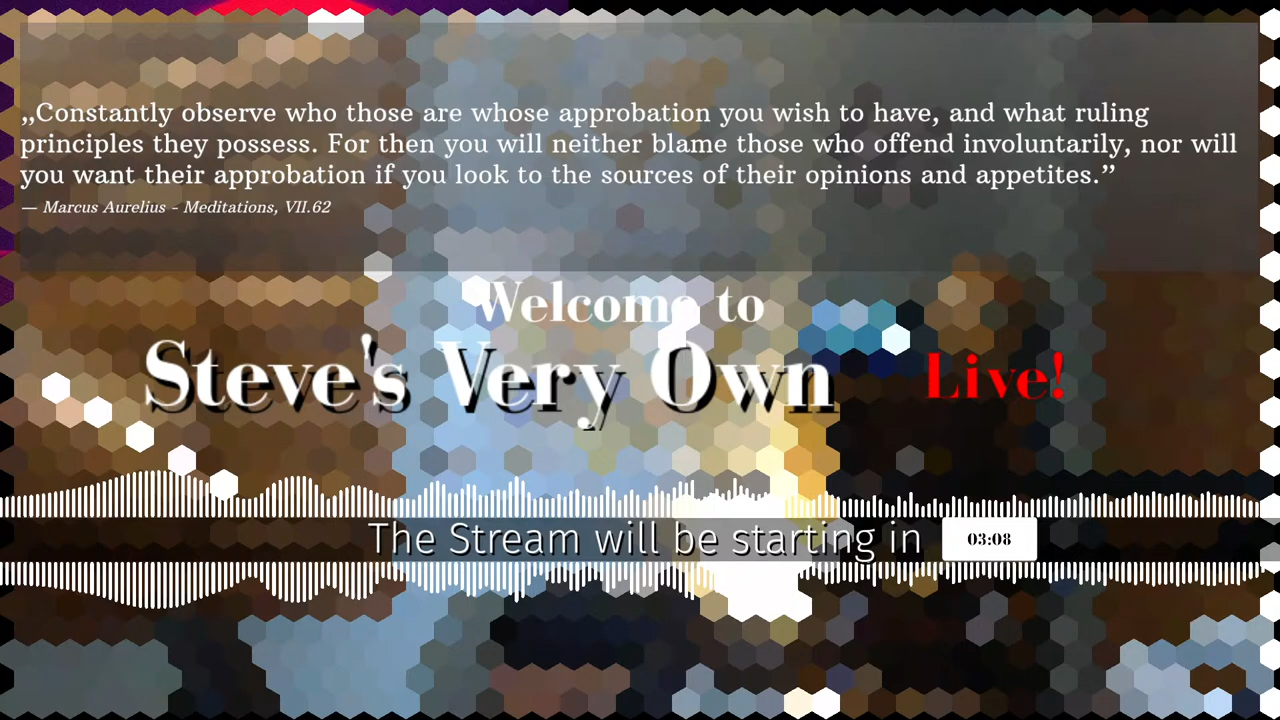 „Constantly observe who those are whose approbation you wish to have, and what ruling
principles they possess. For then you will neither blame those who offend involuntarily, nor will
you want their approbation if you look to the sources of their opinions and appetites.”
— Marcus Aurelius - Meditations, VII.62
Welcome to
Steve's Very Own Live!
The Stream will be starting in 03:08